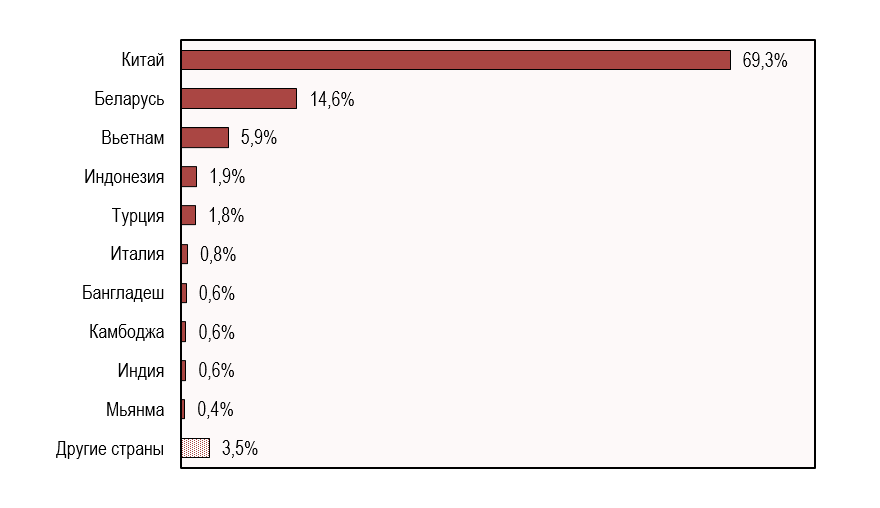 Китай 69,3%
Беларусь 14,6%
Вьетнам 5,9%
Индонезия 1,9%
Турция 1,8%
Италия 0,8%
Бангладеш 0,6%
Камбоджа 0,6%
Индия 0,6%
Мьянма 0,4%
Другие страны 3,5%